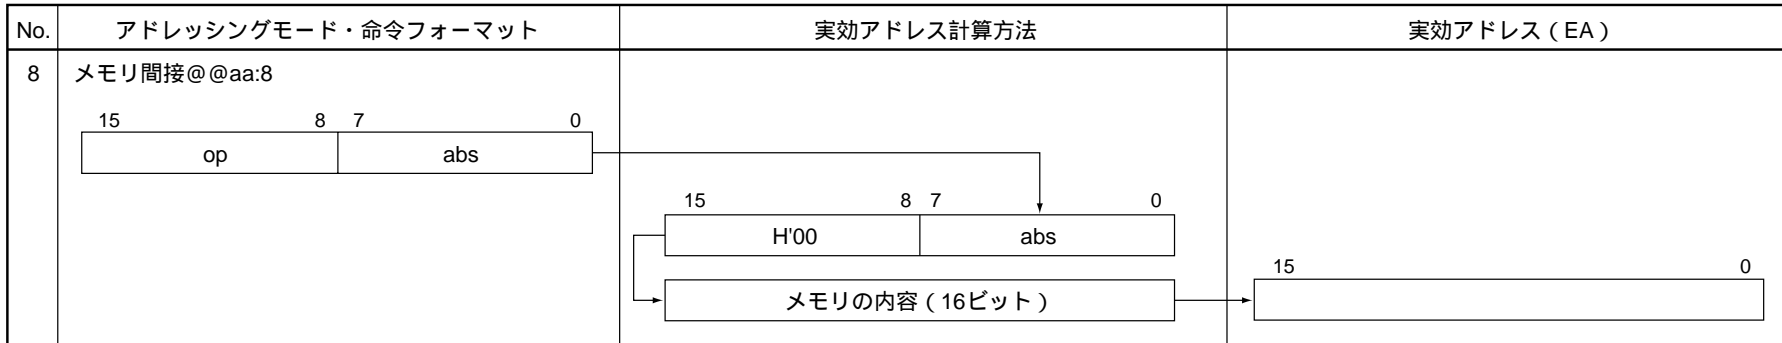 No. アドレッシングモード・命令フォーマット 実効アドレス計算方法 実効アドレス（EA）
8 メモリ間接@@aa:8
15 8 7 0
op abs
15 8 7 0
H'00 abs
15 0
メモリの内容（16ビット）